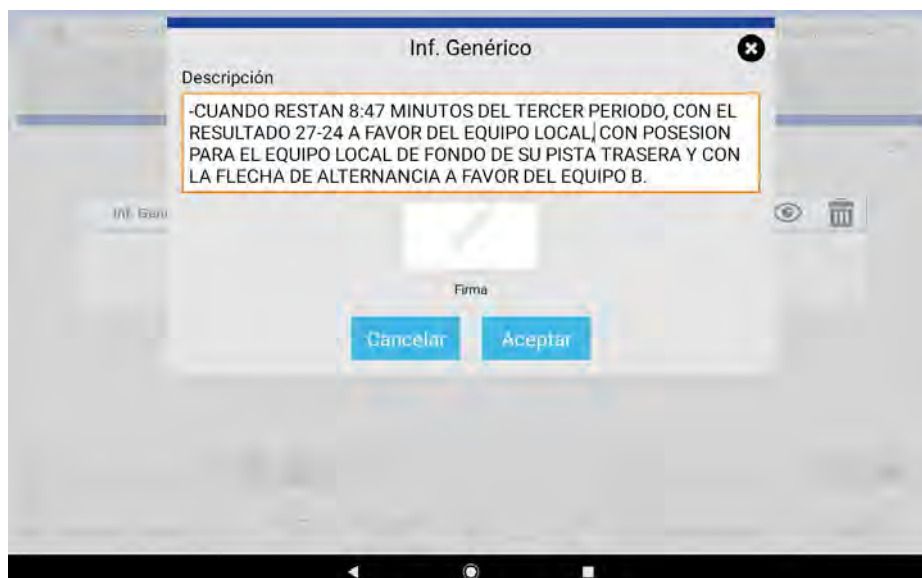 Inf. Genérico
Descripción
-CUANDO RESTAN 8:47 MINUTOS DEL TERCER PERIODO, CON EL
RESULTADO 27-24 A FAVOR DEL EQUIPO LOCAL, CON POSESION
PARA EL EQUIPO LOCAL DE FONDO DE SU PISTA TRASERA Y CON
LA FLECHA DE ALTERNANCIA A FAVOR DEL EQUIPO B.
Inf. Gen
Firma
Cancelar Aceptar